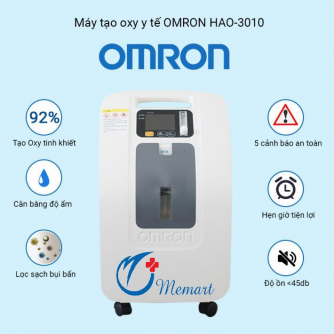 Máy tạo oxy y tế OMRON HAO-3010
OMRON
92%
Tạo Oxy tinh khiết
5 cảnh báo an toàn
Cân bằng độ ẩm
Hẹn giờ tiện lợi
Lọc sạch bụi bẩn
Độ ồn <45db
OMRON
Memart